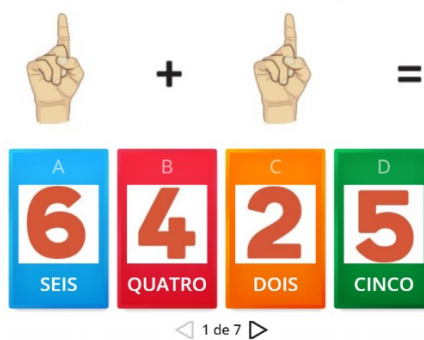 + =
A B C D
6 4 2 5
SEIS QUATRO DOIS CINCO
1 de 7